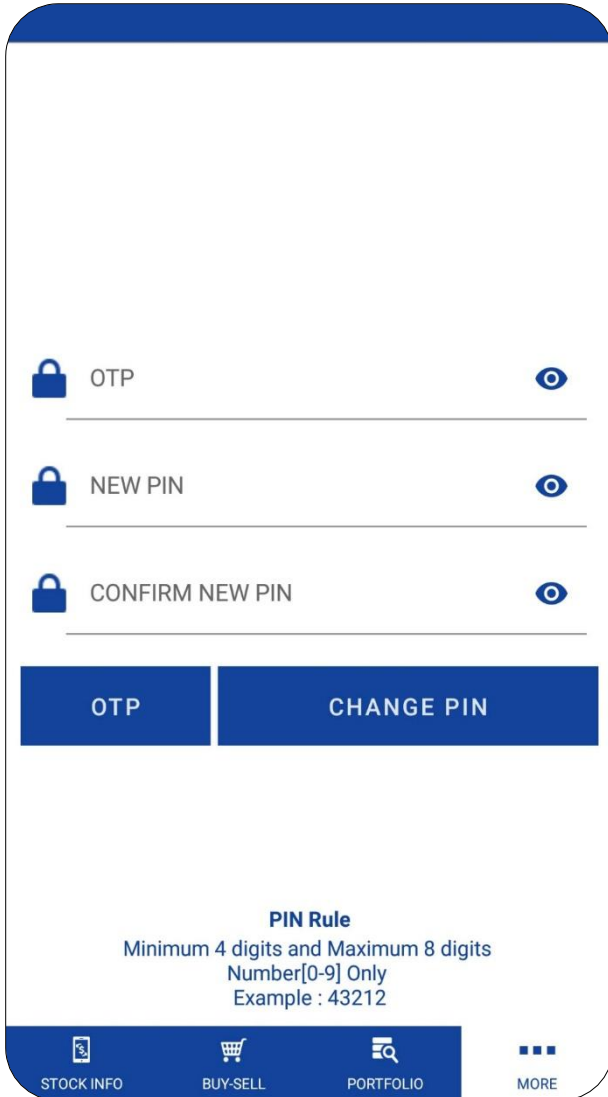 OTP
NEW PIN
CONFIRM NEW PIN
OTP
CHANGE PIN
PIN Rule
Minimum 4 digits and Maximum 8 digits
Number[0-9] Only
Example : 43212
STOCK INFO
BUY-SELL
PORTFOLIO
MORE